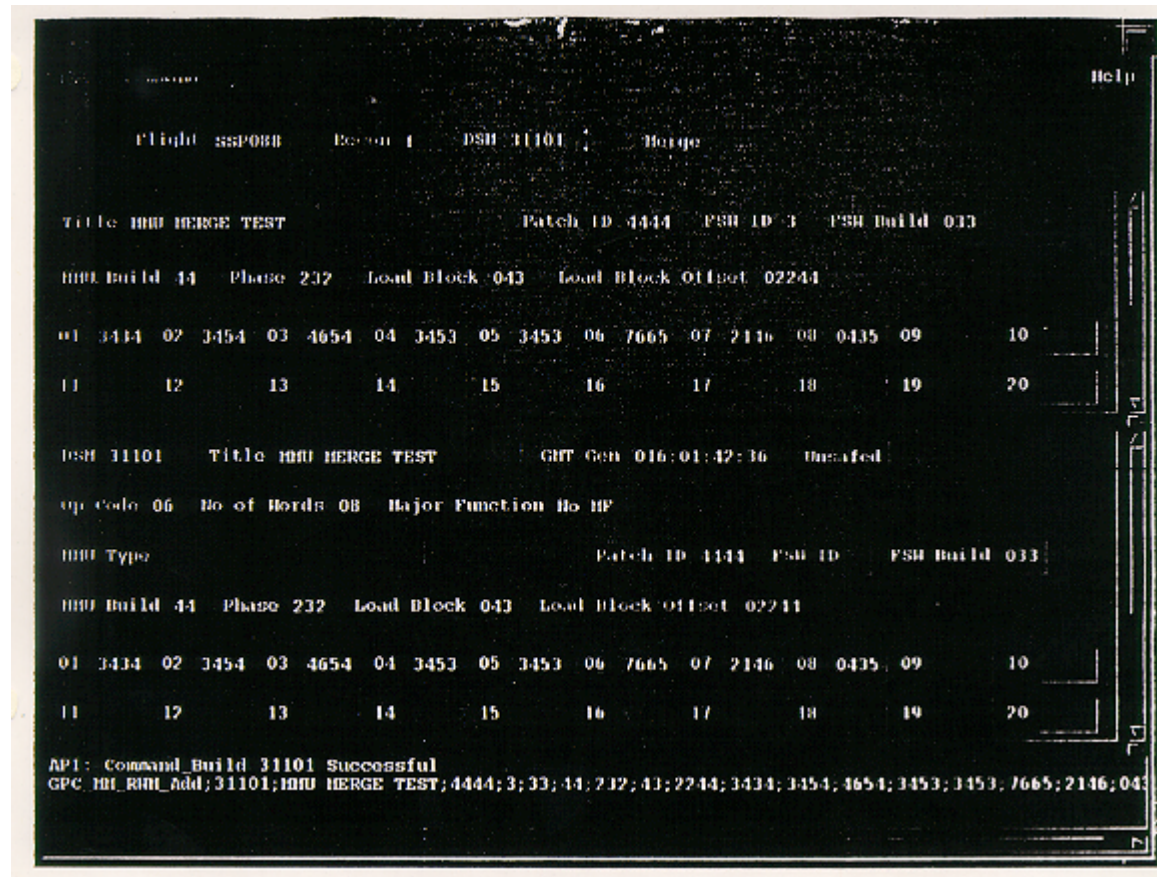 Help
Flight SSP088 Recon DSM 31101 Merge
Title MMU MERGE TEST Patch ID 4444 FSW ID 3 FSW Build 033
MMU Build 44 Phase 232 Load Block 043 Load Block Offset 02244
01 3434 02 3454 03 4654 04 3453 05 3453 06 7665 07 2146 08 0435 09 10
11 12 13 14 15 16 17 18 19 20
DSM 31101 Title MMU MERGE TEST GMT Gen 016:01:42:36 Unsafed
Op Code 06 No of Words 08 Major Function No MF
MMU Type Patch ID 4444 FSW ID FSW Build 033
MMU Build 44 Phase 232 Load Block 043 Load Block Offset 02244
01 3434 02 3454 03 4654 04 3453 05 3453 06 7665 07 2146 08 0435 09 10
11 12 13 14 15 16 17 18 19 20
API: Command_Build 31101 Successful
GPC_MM_RWM_Add;31101;MMU MERGE TEST;4444;3;33;44;232;43;2244;3434;3454;4654;3453;3453;7665;2146;043